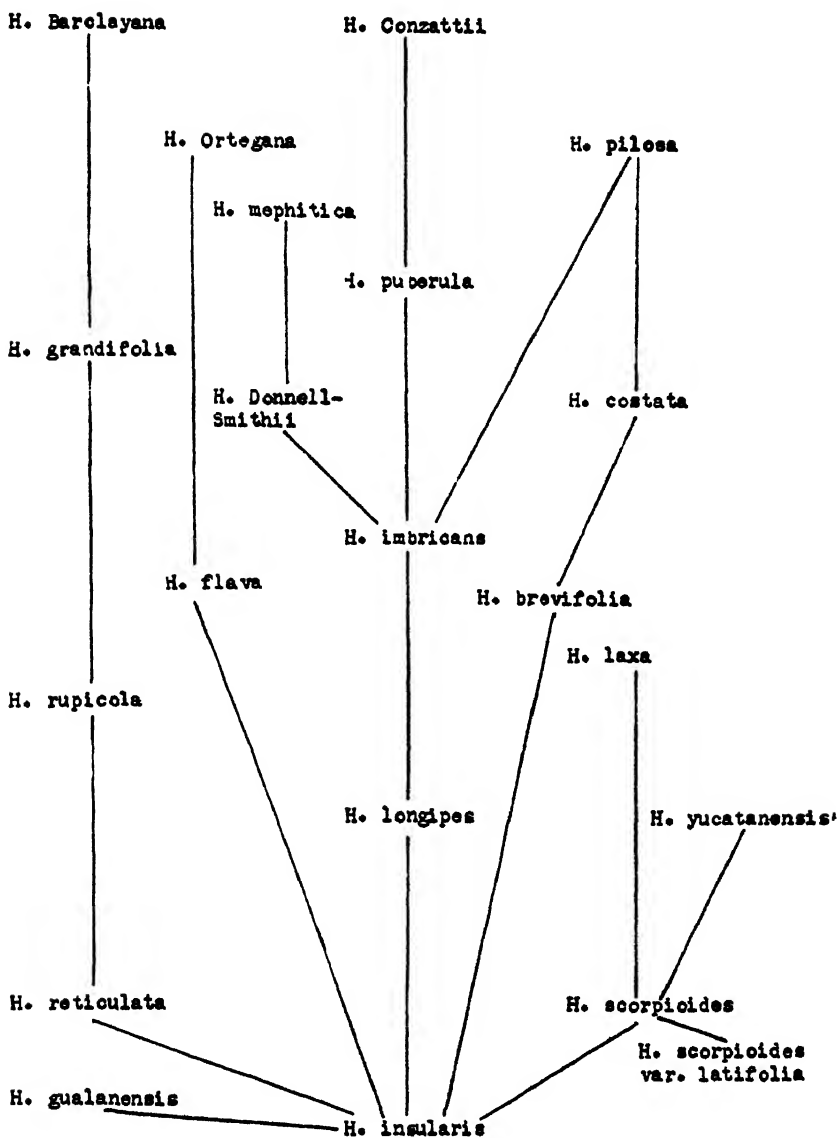 H. Barclayana
H. Conzattii
H. Ortegana
H. pilosa
H. mephitica
H. puberula
H. grandifolia
H. Donnell-
Smithii
H. costata
H. imbricans
H. flava
H. brevifolia
H. laxa
H. rupicola
H. longipes
H. yucatanensis
H. reticulata
H. scorpioides
H. scorpioides
var. latifolia
H. gualanensis
H. insularis